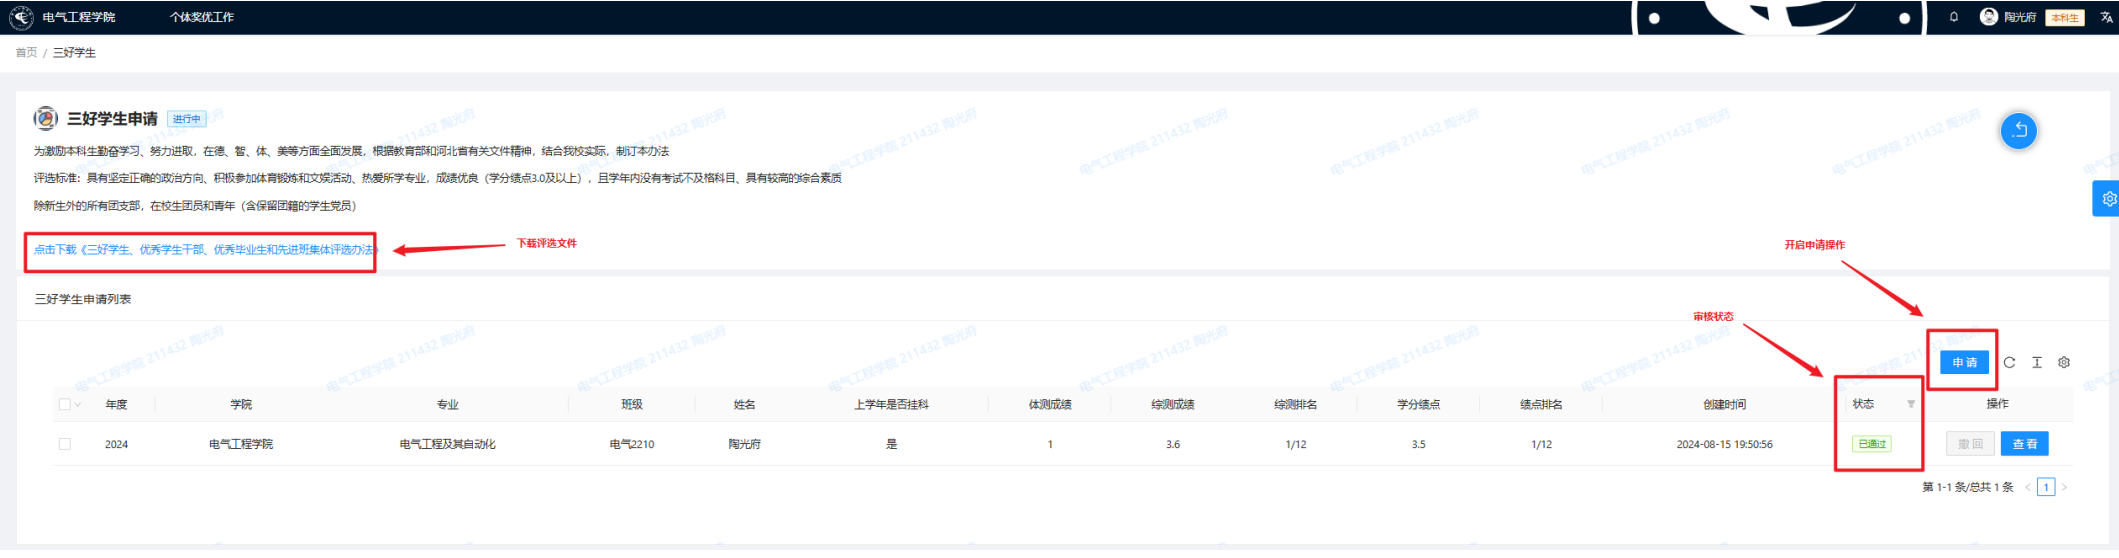 电气工程学院 个体奖优工作 陶光府 本科生
首页 / 三好学生
三好学生申请 进行中
为激励本科生勤奋学习、努力进取，在德、智、体、美等方面全面发展，根据教育部和河北省有关文件精神，结合我校实际，制订本办法
评选标准：具有坚定正确的政治方向、积极参加体育锻炼和文娱活动、热爱所学专业，成绩优良（学分绩点3.0及以上），且学年内没有考试不及格科目、具有较高的综合素质
除新生外的所有团支部，在校生团员和青年（含保留团籍的学生党员）
点击下载《三好学生、优秀学生干部、优秀毕业生和先进班集体评选办法》
下载评选文件
开启申请操作
三好学生申请列表
审核状态
申 请
年度 学院 专业 班级 姓名 上学年是否挂科 体测成绩 综测成绩 综测排名 学分绩点 绩点排名 创建时间 状态 操作
2024 电气工程学院 电气工程及其自动化 电气2210 陶光府 是 1 3.6 1/12 3.5 1/12 2024-08-15 19:50:56 已通过 撤 回 查 看
第 1-1 条/总共 1 条 < 1 >
电气工程学院 211432 陶光府